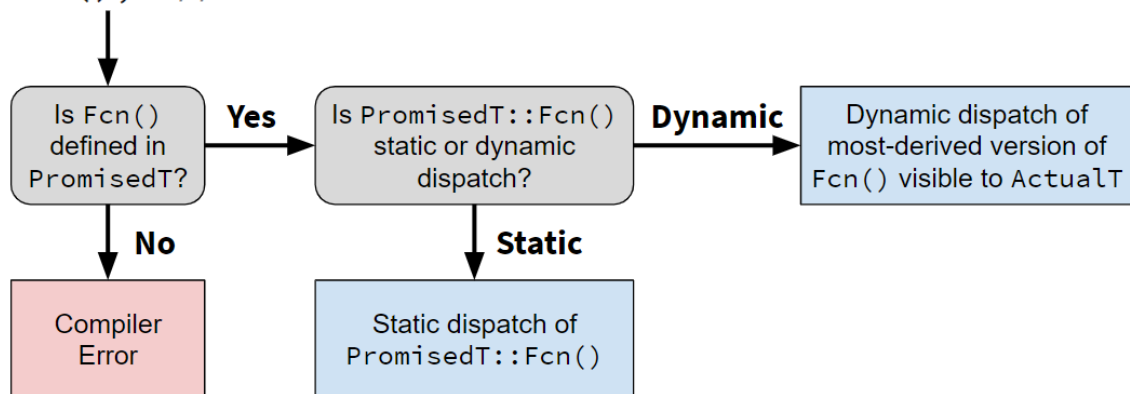 Is Fcn()
defined in
PromisedT?
Yes
Is PromisedT::Fcn()
static or dynamic
dispatch?
Dynamic
Dynamic dispatch of
most-derived version of
Fcn() visible to ActualT
No
Static
Compiler
Error
Static dispatch of
PromisedT::Fcn()